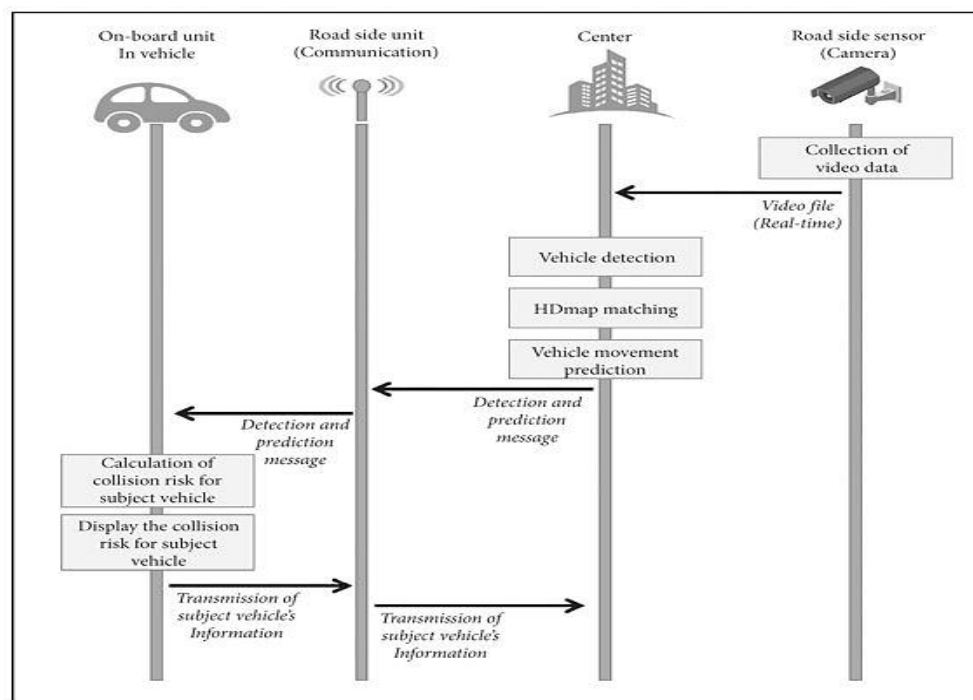 On-board unit
In vehicle
Road side unit
(Communication)
Center
Road side sensor
(Camera)
Collection of
video data
Video file
(Real-time)
Vehicle detection
HDmap matching
Vehicle movement
prediction
Detection and
prediction
message
Detection and
prediction
message
Calculation of
collision risk for
subject vehicle
Display the collision
risk for subject
vehicle
Transmission of
subject vehicle's
Information
Transmission of
subject vehicle's
Information